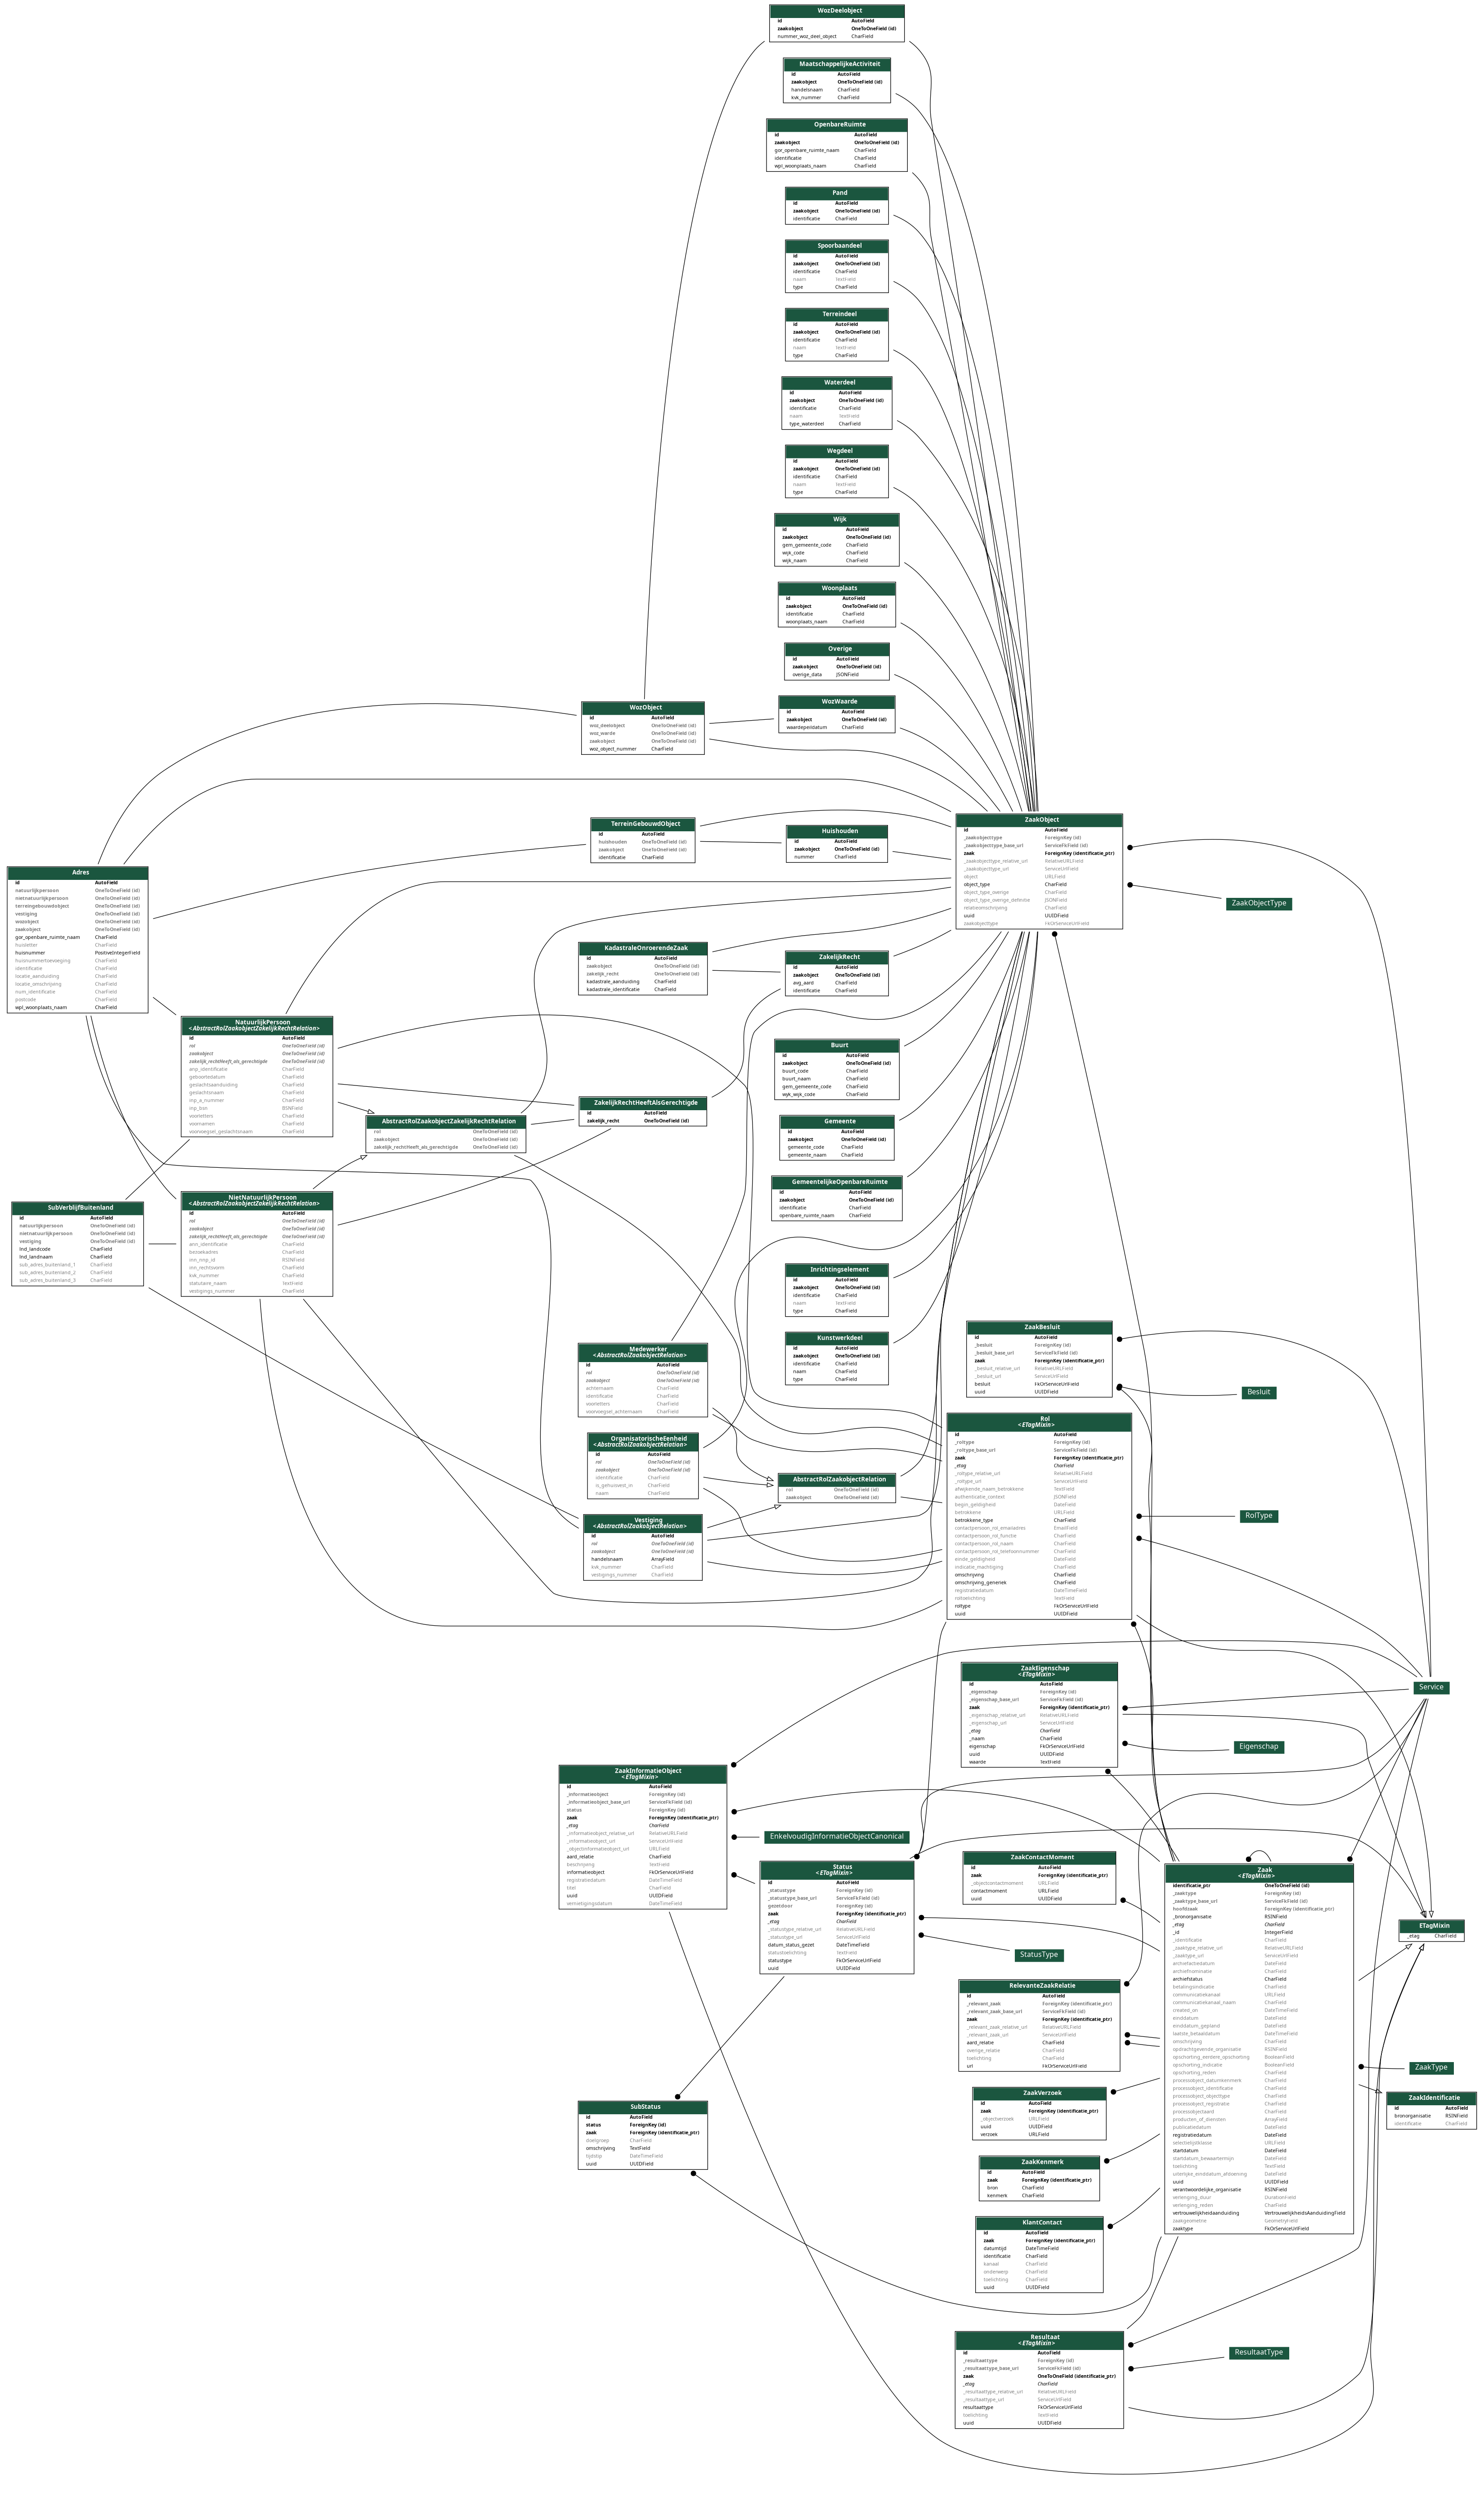 WozDeelobject
id AutoField
zaakobject OneToOneField (id)
nummer_woz_deel_object CharField
MaatschappelijkeActiviteit
id AutoField
zaakobject OneToOneField (id)
handelsnaam CharField
kvk_nummer CharField
OpenbareRuimte
id AutoField
zaakobject OneToOneField (id)
gor_openbare_ruimte_naam CharField
identificatie CharField
wpl_woonplaats_naam CharField
Pand
id AutoField
zaakobject OneToOneField (id)
identificatie CharField
Spoorbaandeel
id AutoField
zaakobject OneToOneField (id)
identificatie CharField
naam TextField
type CharField
Terreindeel
id AutoField
zaakobject OneToOneField (id)
identificatie CharField
naam TextField
type CharField
Waterdeel
id AutoField
zaakobject OneToOneField (id)
identificatie CharField
naam TextField
type_waterdeel CharField
Wegdeel
id AutoField
zaakobject OneToOneField (id)
identificatie CharField
naam TextField
type CharField
Wijk
id AutoField
zaakobject OneToOneField (id)
gem_gemeente_code CharField
wijk_code CharField
wijk_naam CharField
Woonplaats
id AutoField
zaakobject OneToOneField (id)
identificatie CharField
woonplaats_naam CharField
Overige
id AutoField
zaakobject OneToOneField (id)
overige_data JSONField
WozWaarde
id AutoField
zaakobject OneToOneField (id)
waardepeildatum CharField
WozObject
id AutoField
woz_deelobject OneToOneField (id)
woz_warde OneToOneField (id)
zaakobject OneToOneField (id)
woz_object_nummer CharField
TerreinGebouwdObject
id AutoField
huishouden OneToOneField (id)
zaakobject OneToOneField (id)
identificatie CharField
Huishouden
id AutoField
zaakobject OneToOneField (id)
nummer CharField
ZaakObject
id AutoField
_zaakobjecttype ForeignKey (id)
_zaakobjecttype_base_url ServiceFkField (id)
zaak ForeignKey (identificatie_ptr)
_zaakobjecttype_relative_url RelativeURLField
_zaakobjecttype_url ServiceUrlField
object URLField
object_type CharField
object_type_overige CharField
object_type_overige_definitie JSONField
relatieomschrijving CharField
uuid UUIDField
zaakobjecttype FkOrServiceUrlField
ZaakObjectType
Adres
id AutoField
natuurlijkpersoon OneToOneField (id)
nietnatuurlijkpersoon OneToOneField (id)
terreingebouwdobject OneToOneField (id)
vestiging OneToOneField (id)
wozobject OneToOneField (id)
zaakobject OneToOneField (id)
gor_openbare_ruimte_naam CharField
huisletter CharField
huisnummer PositiveIntegerField
huisnummertoevoeging CharField
identificatie CharField
locatie_aanduiding CharField
locatie_omschrijving CharField
num_identificatie CharField
postcode CharField
wpl_woonplaats_naam CharField
KadastraleOnroerendeZaak
id AutoField
zaakobject OneToOneField (id)
zakelijk_recht OneToOneField (id)
kadastrale_aanduiding CharField
kadastrale_identificatie CharField
ZakelijkRecht
id AutoField
zaakobject OneToOneField (id)
avg_aard CharField
identificatie CharField
NatuurlijkPersoon
<AbstractRolZaakobjectZakelijkRechtRelation>
id AutoField
rol OneToOneField (id)
zaakobject OneToOneField (id)
zakelijk_rechtHeeft_als_gerechtigde OneToOneField (id)
anp_identificatie CharField
geboortedatum CharField
geslachtsaanduiding CharField
geslachtsnaam CharField
inp_a_nummer CharField
inp_bsn BSNField
voorletters CharField
voornamen CharField
voorvoegsel_geslachtsnaam CharField
AbstractRolZaakobjectZakelijkRechtRelation
rol OneToOneField (id)
zaakobject OneToOneField (id)
zakelijk_rechtHeeft_als_gerechtigde OneToOneField (id)
ZakelijkRechtHeeftAlsGerechtigde
id AutoField
zakelijk_recht OneToOneField (id)
Buurt
id AutoField
zaakobject OneToOneField (id)
buurt_code CharField
buurt_naam CharField
gem_gemeente_code CharField
wyk_wijk_code CharField
Gemeente
id AutoField
zaakobject OneToOneField (id)
gemeente_code CharField
gemeente_naam CharField
GemeentelijkeOpenbareRuimte
id AutoField
zaakobject OneToOneField (id)
identificatie CharField
openbare_ruimte_naam CharField
NietNatuurlijkPersoon
<AbstractRolZaakobjectZakelijkRechtRelation>
id AutoField
rol OneToOneField (id)
zaakobject OneToOneField (id)
zakelijk_rechtHeeft_als_gerechtigde OneToOneField (id)
ann_identificatie CharField
bezoekadres CharField
inn_nnp_id RSINField
inn_rechtsvorm CharField
kvk_nummer CharField
statutaire_naam TextField
vestigings_nummer CharField
SubVerblijfBuitenland
id AutoField
natuurlijkpersoon OneToOneField (id)
nietnatuurlijkpersoon OneToOneField (id)
vestiging OneToOneField (id)
lnd_landcode CharField
lnd_landnaam CharField
sub_adres_buitenland_1 CharField
sub_adres_buitenland_2 CharField
sub_adres_buitenland_3 CharField
Inrichtingselement
id AutoField
zaakobject OneToOneField (id)
identificatie CharField
naam TextField
type CharField
Kunstwerkdeel
id AutoField
zaakobject OneToOneField (id)
identificatie CharField
naam CharField
type CharField
Medewerker
<AbstractRolZaakobjectRelation>
id AutoField
rol OneToOneField (id)
zaakobject OneToOneField (id)
achternaam CharField
identificatie CharField
voorletters CharField
voorvoegsel_achternaam CharField
OrganisatorischeEenheid
<AbstractRolZaakobjectRelation>
id AutoField
rol OneToOneField (id)
zaakobject OneToOneField (id)
identificatie CharField
is_gehuisvest_in CharField
naam CharField
Vestiging
<AbstractRolZaakobjectRelation>
id AutoField
rol OneToOneField (id)
zaakobject OneToOneField (id)
handelsnaam ArrayField
kvk_nummer CharField
vestigings_nummer CharField
AbstractRolZaakobjectRelation
rol OneToOneField (id)
zaakobject OneToOneField (id)
ZaakBesluit
id AutoField
_besluit ForeignKey (id)
_besluit_base_url ServiceFkField (id)
zaak ForeignKey (identificatie_ptr)
_besluit_relative_url RelativeURLField
_besluit_url ServiceUrlField
besluit FkOrServiceUrlField
uuid UUIDField
Besluit
Rol
<ETagMixin>
id AutoField
_roltype ForeignKey (id)
_roltype_base_url ServiceFkField (id)
zaak ForeignKey (identificatie_ptr)
_etag CharField
_roltype_relative_url RelativeURLField
_roltype_url ServiceUrlField
afwijkende_naam_betrokkene TextField
authenticatie_context JSONField
begin_geldigheid DateField
betrokkene URLField
betrokkene_type CharField
contactpersoon_rol_emailadres EmailField
contactpersoon_rol_functie CharField
contactpersoon_rol_naam CharField
contactpersoon_rol_telefoonnummer CharField
einde_geldigheid DateField
indicatie_machtiging CharField
omschrijving CharField
omschrijving_generiek CharField
registratiedatum DateTimeField
roltoelichting TextField
roltype FkOrServiceUrlField
uuid UUIDField
RolType
Service
ZaakEigenschap
<ETagMixin>
id AutoField
_eigenschap ForeignKey (id)
_eigenschap_base_url ServiceFkField (id)
zaak ForeignKey (identificatie_ptr)
_eigenschap_relative_url RelativeURLField
_eigenschap_url ServiceUrlField
_etag CharField
_naam CharField
eigenschap FkOrServiceUrlField
uuid UUIDField
waarde TextField
Eigenschap
ZaakInformatieObject
<ETagMixin>
id AutoField
_informatieobject ForeignKey (id)
_informatieobject_base_url ServiceFkField (id)
status ForeignKey (id)
zaak ForeignKey (identificatie_ptr)
_etag CharField
_informatieobject_relative_url RelativeURLField
_informatieobject_url ServiceUrlField
_objectinformatieobject_url URLField
aard_relatie CharField
beschrijving TextField
informatieobject FkOrServiceUrlField
registratiedatum DateTimeField
titel CharField
uuid UUIDField
vernietigingsdatum DateTimeField
EnkelvoudigInformatieObjectCanonical
Status
<ETagMixin>
id AutoField
_statustype ForeignKey (id)
_statustype_base_url ServiceFkField (id)
gezetdoor ForeignKey (id)
zaak ForeignKey (identificatie_ptr)
_etag CharField
_statustype_relative_url RelativeURLField
_statustype_url ServiceUrlField
datum_status_gezet DateTimeField
statustoelichting TextField
statustype FkOrServiceUrlField
uuid UUIDField
ZaakContactMoment
id AutoField
zaak ForeignKey (identificatie_ptr)
_objectcontactmoment URLField
contactmoment URLField
uuid UUIDField
StatusType
RelevanteZaakRelatie
id AutoField
_relevant_zaak ForeignKey (identificatie_ptr)
_relevant_zaak_base_url ServiceFkField (id)
zaak ForeignKey (identificatie_ptr)
_relevant_zaak_relative_url RelativeURLField
_relevant_zaak_url ServiceUrlField
aard_relatie CharField
overige_relatie CharField
toelichting CharField
url FkOrServiceUrlField
ZaakVerzoek
id AutoField
zaak ForeignKey (identificatie_ptr)
_objectverzoek URLField
uuid UUIDField
verzoek URLField
ZaakKenmerk
id AutoField
zaak ForeignKey (identificatie_ptr)
bron CharField
kenmerk CharField
KlantContact
id AutoField
zaak ForeignKey (identificatie_ptr)
datumtijd DateTimeField
identificatie CharField
kanaal CharField
onderwerp CharField
toelichting CharField
uuid UUIDField
SubStatus
id AutoField
status ForeignKey (id)
zaak ForeignKey (identificatie_ptr)
doelgroep CharField
omschrijving TextField
tijdstip DateTimeField
uuid UUIDField
Zaak
<ETagMixin>
identificatie_ptr OneToOneField (id)
_zaaktype ForeignKey (id)
_zaaktype_base_url ServiceFkField (id)
hoofdzaak ForeignKey (identificatie_ptr)
_bronorganisatie RSINField
_etag CharField
_id IntegerField
_identificatie CharField
_zaaktype_relative_url RelativeURLField
_zaaktype_url ServiceUrlField
archiefactiedatum DateField
archiefnominatie CharField
archiefstatus CharField
betalingsindicatie CharField
communicatiekanaal URLField
communicatiekanaal_naam CharField
created_on DateTimeField
einddatum DateField
einddatum_gepland DateField
laatste_betaaldatum DateTimeField
omschrijving CharField
opdrachtgevende_organisatie RSINField
opschorting_eerdere_opschorting BooleanField
opschorting_indicatie BooleanField
opschorting_reden CharField
processobject_datumkenmerk CharField
processobject_identificatie CharField
processobject_objecttype CharField
processobject_registratie CharField
processobjectaard CharField
producten_of_diensten ArrayField
publicatiedatum DateField
registratiedatum DateField
selectielijstklasse URLField
startdatum DateField
startdatum_bewaartermijn DateField
toelichting TextField
uiterlijke_einddatum_afdoening DateField
uuid UUIDField
verantwoordelijke_organisatie RSINField
verlenging_duur DurationField
verlenging_reden CharField
vertrouwelijkheidaanduiding VertrouwelijkheidsAanduidingField
zaakgeometrie GeometryField
zaaktype FkOrServiceUrlField
ETagMixin
_etag CharField
ZaakType
ZaakIdentificatie
id AutoField
bronorganisatie RSINField
identificatie CharField
Resultaat
<ETagMixin>
id AutoField
_resultaattype ForeignKey (id)
_resultaattype_base_url ServiceFkField (id)
zaak OneToOneField (identificatie_ptr)
_etag CharField
_resultaattype_relative_url RelativeURLField
_resultaattype_url ServiceUrlField
resultaattype FkOrServiceUrlField
toelichting TextField
uuid UUIDField
ResultaatType